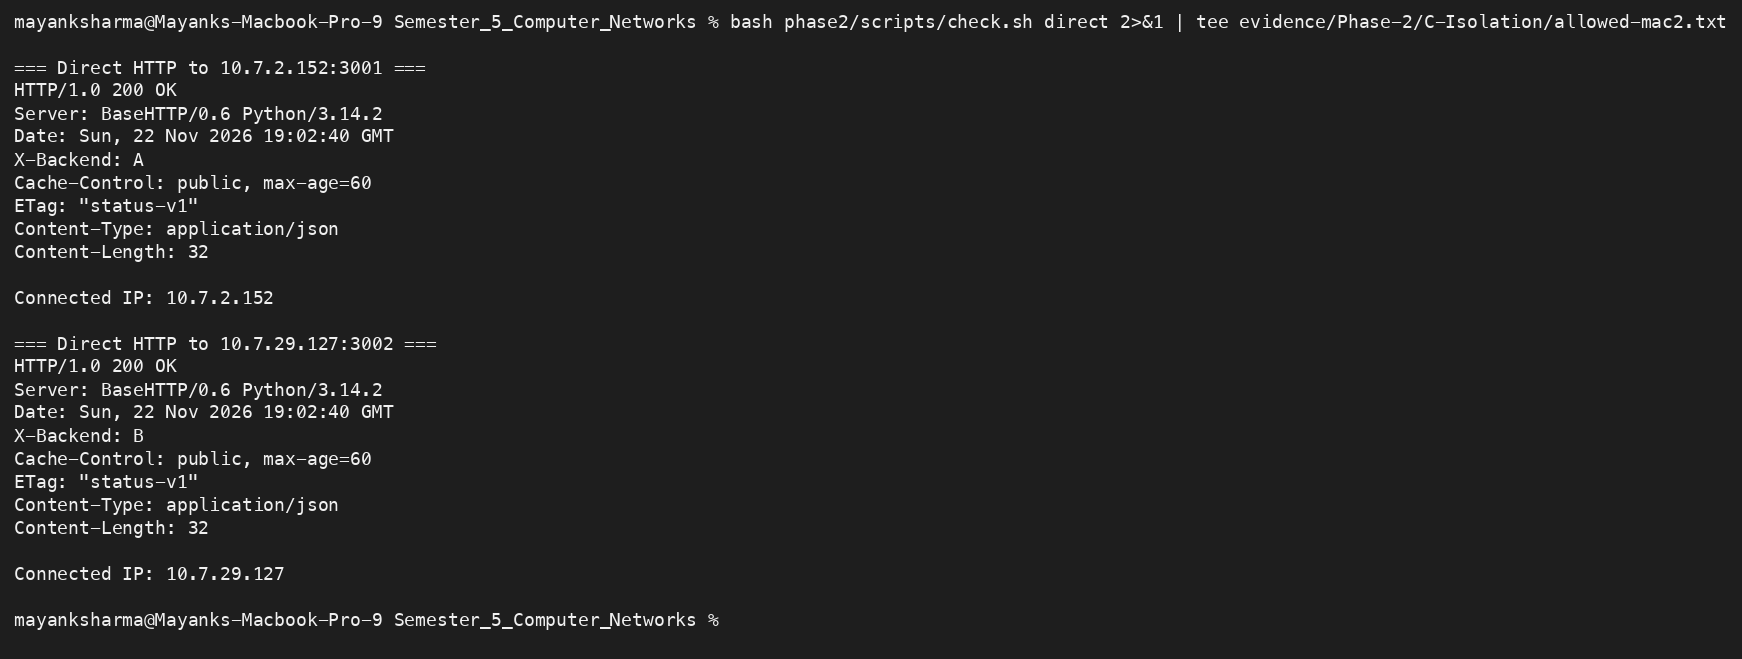 mayanksharma@Mayanks-Macbook-Pro-9 Semester_5_Computer_Networks % bash phase2/scripts/check.sh direct 2>&1 | tee evidence/Phase-2/C-Isolation/allowed-mac2.txt
=== Direct HTTP to 10.7.2.152:3001 ===
HTTP/1.0 200 OK
Server: BaseHTTP/0.6 Python/3.14.2
Date: Sun, 22 Nov 2026 19:02:40 GMT
X-Backend: A
Cache-Control: public, max-age=60
ETag: "status-v1"
Content-Type: application/json
Content-Length: 32
Connected IP: 10.7.2.152
=== Direct HTTP to 10.7.29.127:3002 ===
HTTP/1.0 200 OK
Server: BaseHTTP/0.6 Python/3.14.2
Date: Sun, 22 Nov 2026 19:02:40 GMT
X-Backend: B
Cache-Control: public, max-age=60
ETag: "status-v1"
Content-Type: application/json
Content-Length: 32
Connected IP: 10.7.29.127
mayanksharma@Mayanks-Macbook-Pro-9 Semester_5_Computer_Networks %